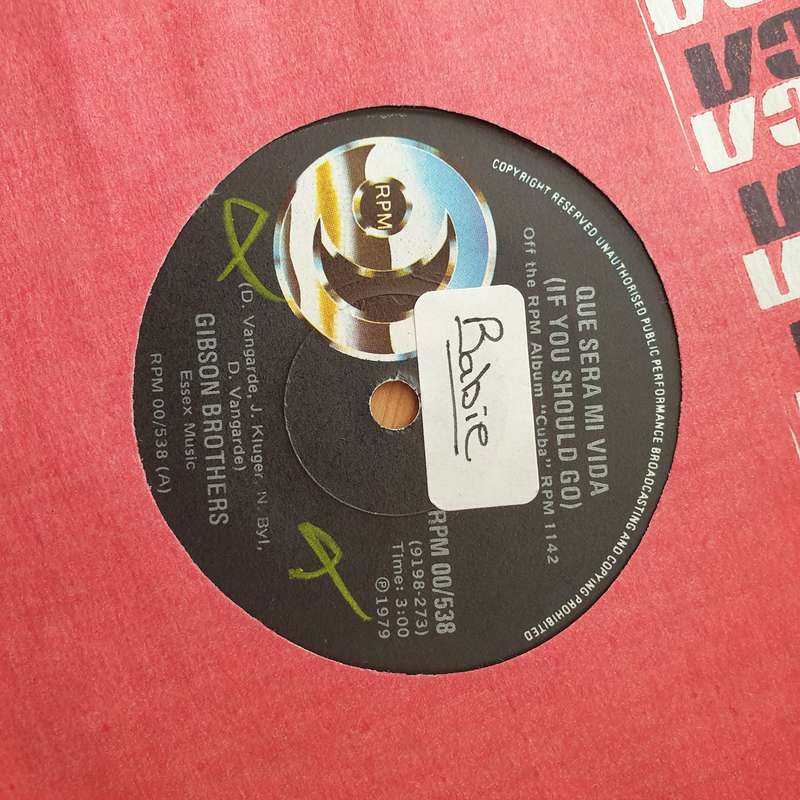 RPM
COPYRIGHT RESERVED UNAUTHORISED PUBLIC PERFORMANCE BROADCASTING AND COPYING PROHIBITED
QUE SERA MI VIDA
(IF YOU SHOULD GO)
Off the RPM Album "Cuba" RPM 1142
Babie
RPM 00/538
(9198-273)
Time: 3:00
℗ 1979
(D. Vangarde, J. Kluger, N. Byl,
D. Vangarde)
GIBSON BROTHERS
Essex Music
RPM 00/538 (A)